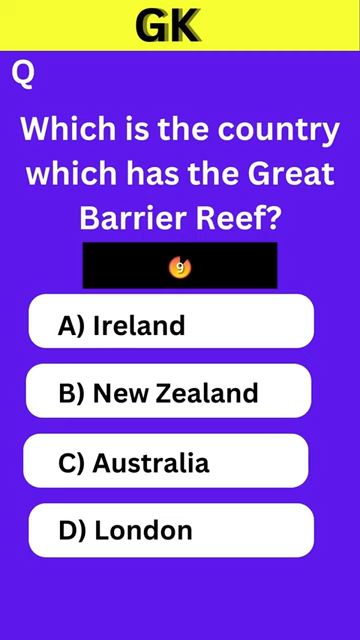 GK
Q
Which is the country
which has the Great
Barrier Reef?
9
A) Ireland
B) New Zealand
C) Australia
D) London